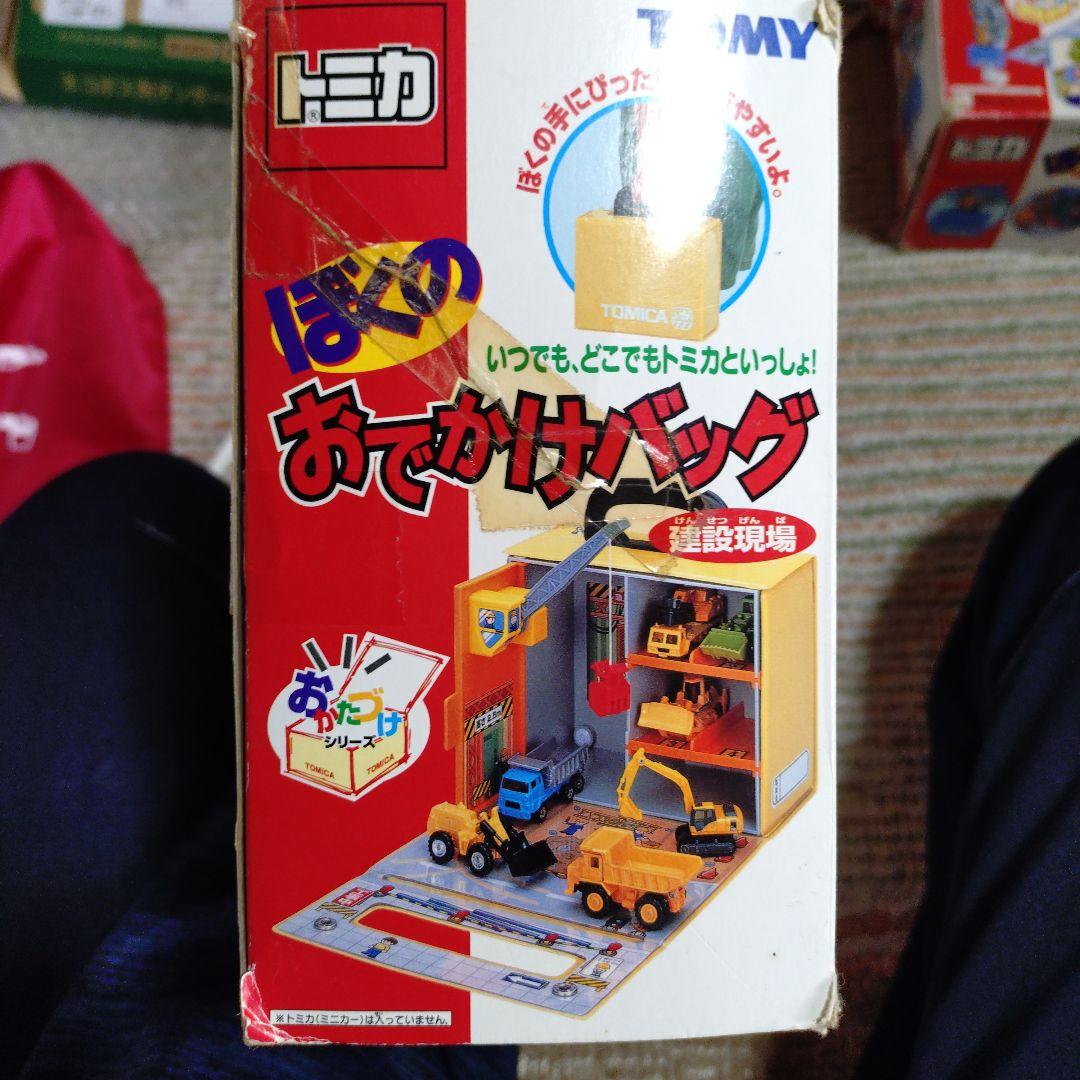 トミカ®
TOMY
ぼくの手にぴった
やすいよ。
TOMICA
ぼくの
いつでも、どこでもトミカといっしょ!
おでかけバッグ
けんせつげんば
建設現場
おかたづけ
シリーズ
TOMICA TOMICA
※トミカ(ミニカー)は入っていません。
トミカ